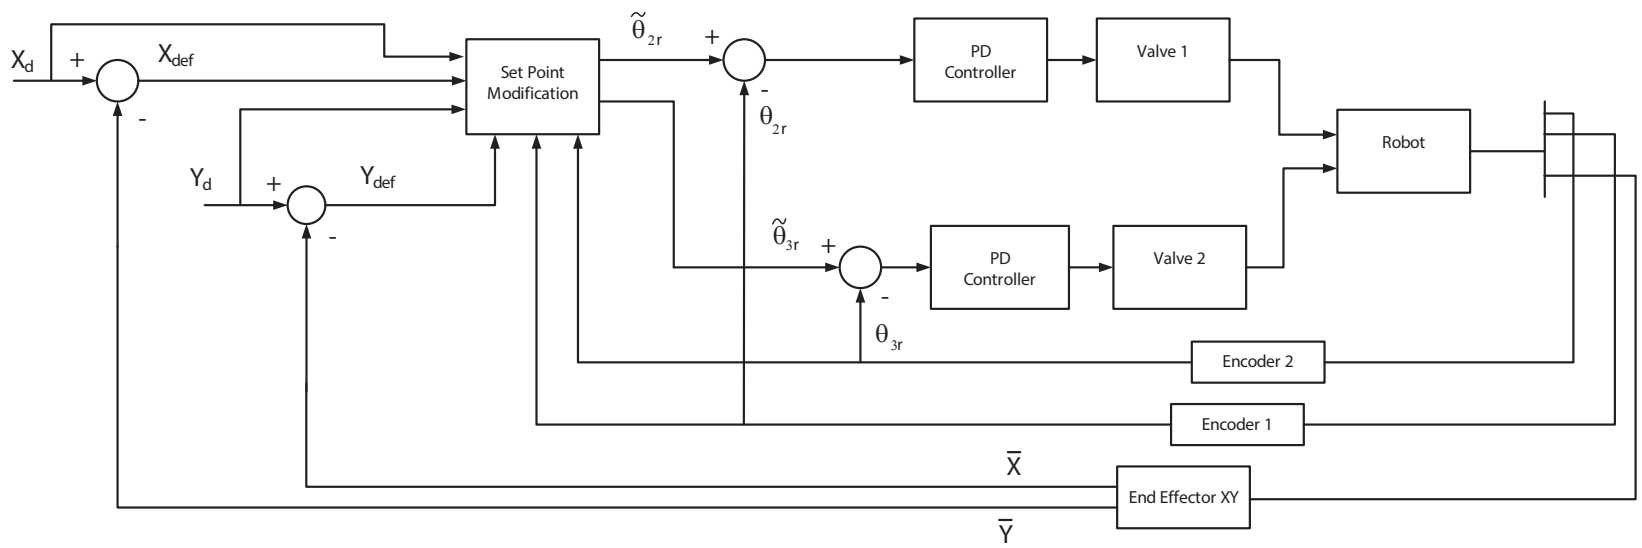 X_d
+
X_def
-
Y_d
+
Y_def
-
Set Point
Modification
θ̃_2r
+
-
θ_2r
PD
Controller
Valve 1
Robot
θ̃_3r
+
-
θ_3r
PD
Controller
Valve 2
Encoder 2
Encoder 1
X̅
End Effector XY
Y̅